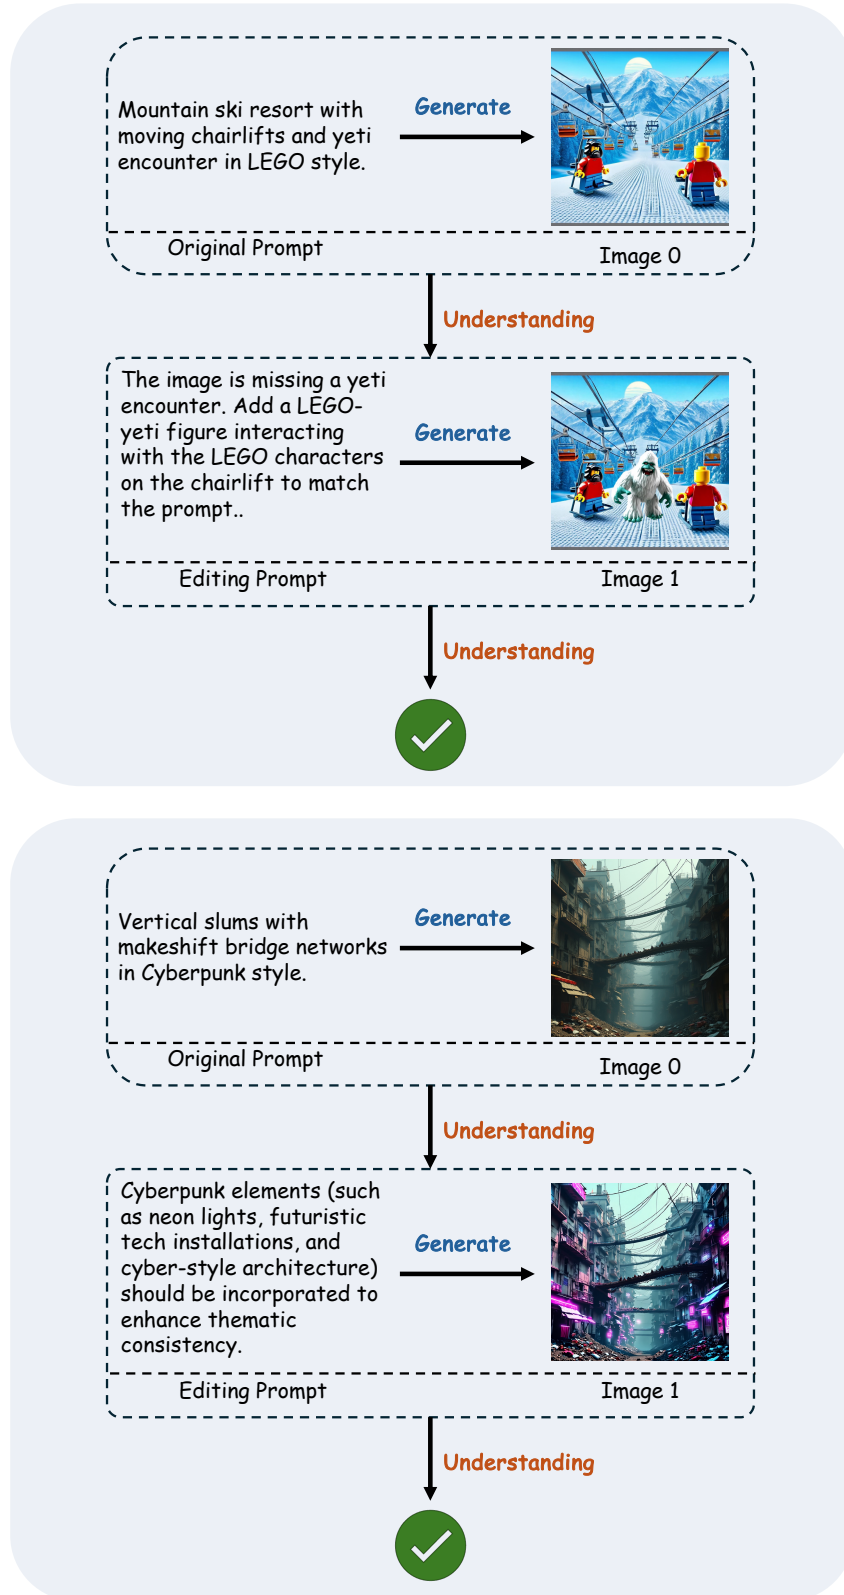 Mountain ski resort with
moving chairlifts and yeti
encounter in LEGO style.
Generate
Original Prompt
Image 0
Understanding
The image is missing a yeti
encounter. Add a LEGO-
yeti figure interacting
with the LEGO characters
on the chairlift to match
the prompt..
Generate
Editing Prompt
Image 1
Understanding
Vertical slums with
makeshift bridge networks
in Cyberpunk style.
Generate
Original Prompt
Image 0
Understanding
Cyberpunk elements (such
as neon lights, futuristic
tech installations, and
cyber-style architecture)
should be incorporated to
enhance thematic
consistency.
Generate
Editing Prompt
Image 1
Understanding